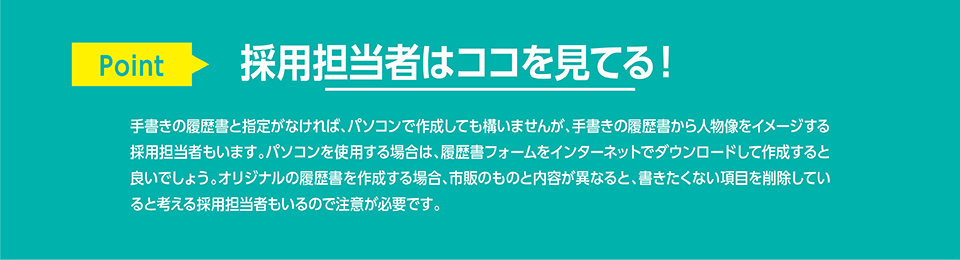 Point
採用担当者はココを見てる！
手書きの履歴書と指定がなければ、パソコンで作成しても構いませんが、手書きの履歴書から人物像をイメージする
採用担当者もいます。パソコンを使用する場合は、履歴書フォームをインターネットでダウンロードして作成すると
良いでしょう。オリジナルの履歴書を作成する場合、市販のものと内容が異なると、書きたくない項目を削除してい
ると考える採用担当者もいるので注意が必要です。